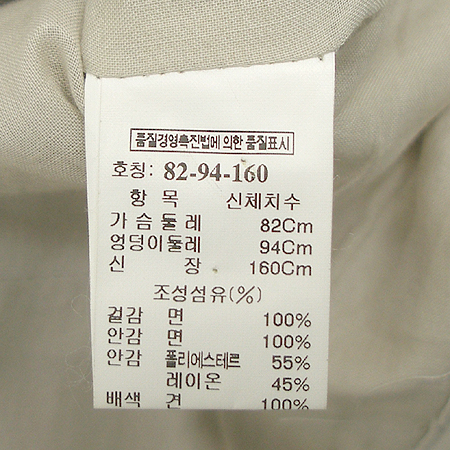 품질경영촉진법에 의한 품질표시
호칭: 82-94-160
항 목 신체치수
가 슴 둘 레 82Cm
엉덩이둘레 94Cm
신 장 160Cm
조성섬유(%)
겉감 면 100%
안감 면 100%
안감 폴리에스테르 55%
레이온 45%
배색 견 100%